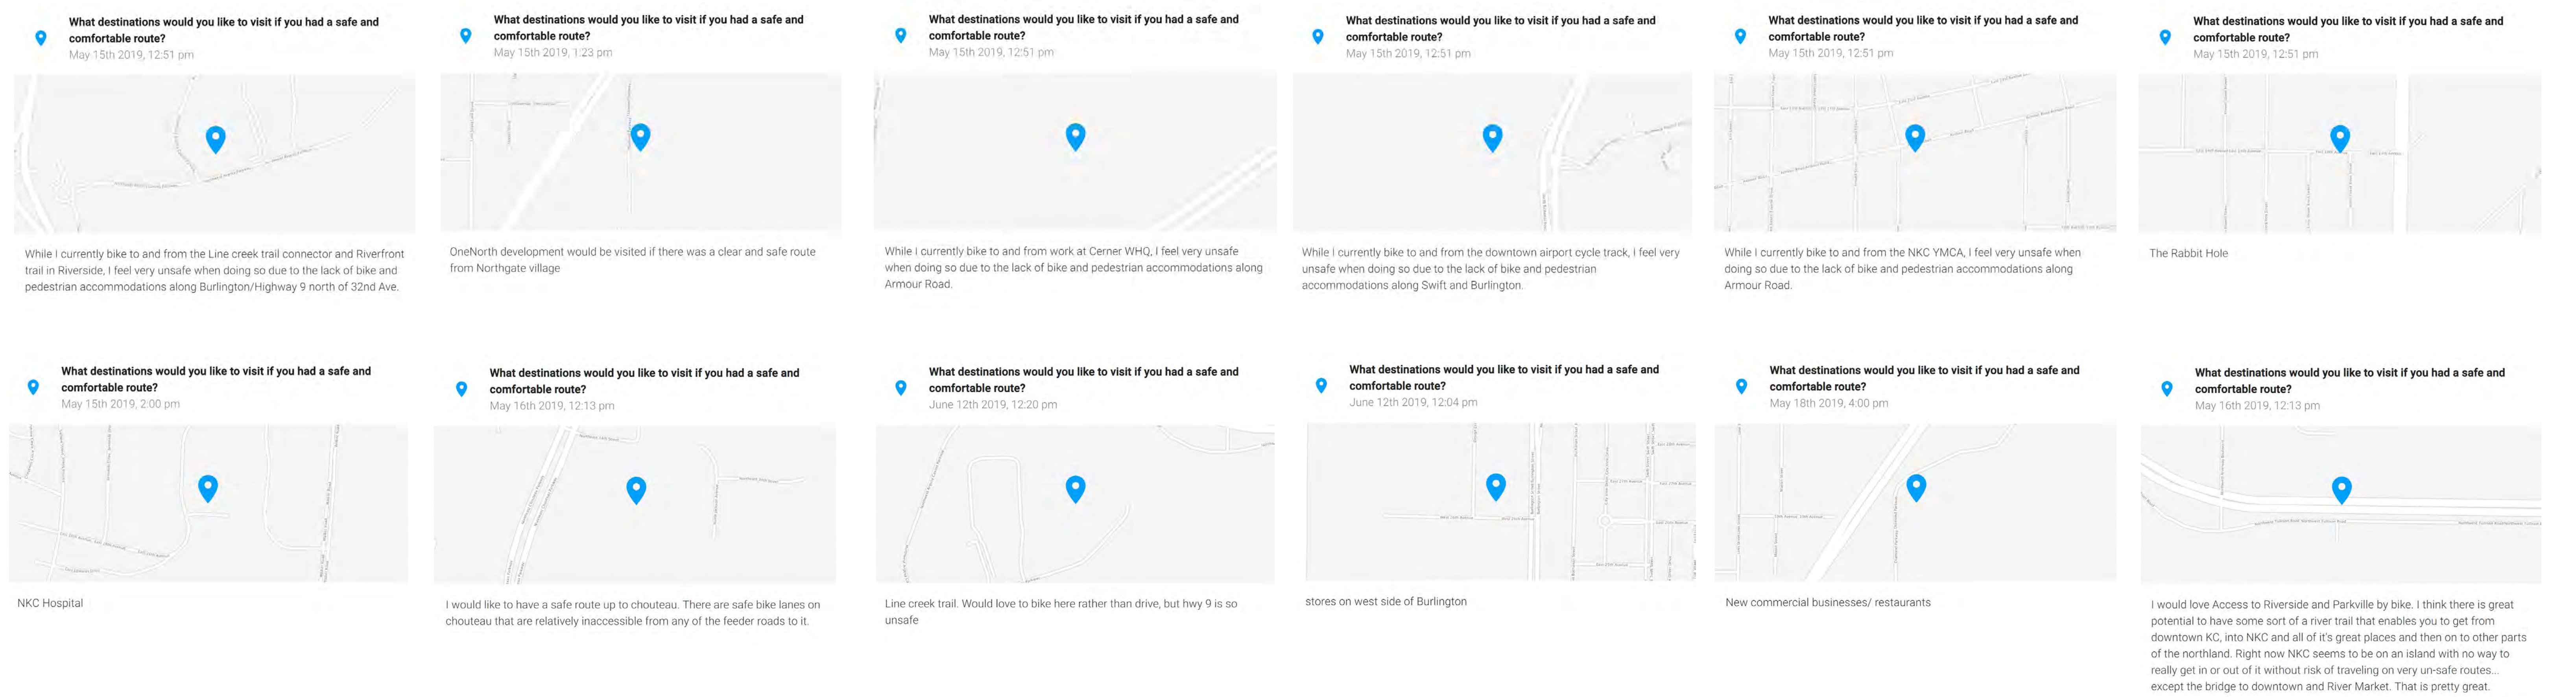 What destinations would you like to visit if you had a safe and
comfortable route?
May 15th 2019, 12:51 pm
While I currently bike to and from the Line creek trail connector and Riverfront
trail in Riverside, I feel very unsafe when doing so due to the lack of bike and
pedestrian accommodations along Burlington/Highway 9 north of 32nd Ave.
What destinations would you like to visit if you had a safe and
comfortable route?
May 15th 2019, 1:23 pm
OneNorth development would be visited if there was a clear and safe route
from Northgate village
What destinations would you like to visit if you had a safe and
comfortable route?
May 15th 2019, 12:51 pm
While I currently bike to and from work at Cerner WHQ, I feel very unsafe
when doing so due to the lack of bike and pedestrian accommodations along
Armour Road.
What destinations would you like to visit if you had a safe and
comfortable route?
May 15th 2019, 12:51 pm
While I currently bike to and from the downtown airport cycle track, I feel very
unsafe when doing so due to the lack of bike and pedestrian
accommodations along Swift and Burlington.
What destinations would you like to visit if you had a safe and
comfortable route?
May 15th 2019, 12:51 pm
While I currently bike to and from the NKC YMCA, I feel very unsafe when
doing so due to the lack of bike and pedestrian accommodations along
Armour Road.
What destinations would you like to visit if you had a safe and
comfortable route?
May 15th 2019, 12:51 pm
The Rabbit Hole
What destinations would you like to visit if you had a safe and
comfortable route?
May 15th 2019, 2:00 pm
NKC Hospital
What destinations would you like to visit if you had a safe and
comfortable route?
May 16th 2019, 12:13 pm
I would like to have a safe route up to chouteau. There are safe bike lanes on
chouteau that are relatively inaccessible from any of the feeder roads to it.
What destinations would you like to visit if you had a safe and
comfortable route?
June 12th 2019, 12:20 pm
Line creek trail. Would love to bike here rather than drive, but hwy 9 is so
unsafe
What destinations would you like to visit if you had a safe and
comfortable route?
June 12th 2019, 12:04 pm
stores on west side of Burlington
What destinations would you like to visit if you had a safe and
comfortable route?
May 18th 2019, 4:00 pm
New commercial businesses/ restaurants
What destinations would you like to visit if you had a safe and
comfortable route?
May 16th 2019, 12:13 pm
I would love Access to Riverside and Parkville by bike. I think there is great
potential to have some sort of a river trail that enables you to get from
downtown KC, into NKC and all of it's great places and then on to other parts
of the northland. Right now NKC seems to be on an island with no way to
really get in or out of it without risk of traveling on very un-safe routes...
except the bridge to downtown and River Market. That is pretty great.